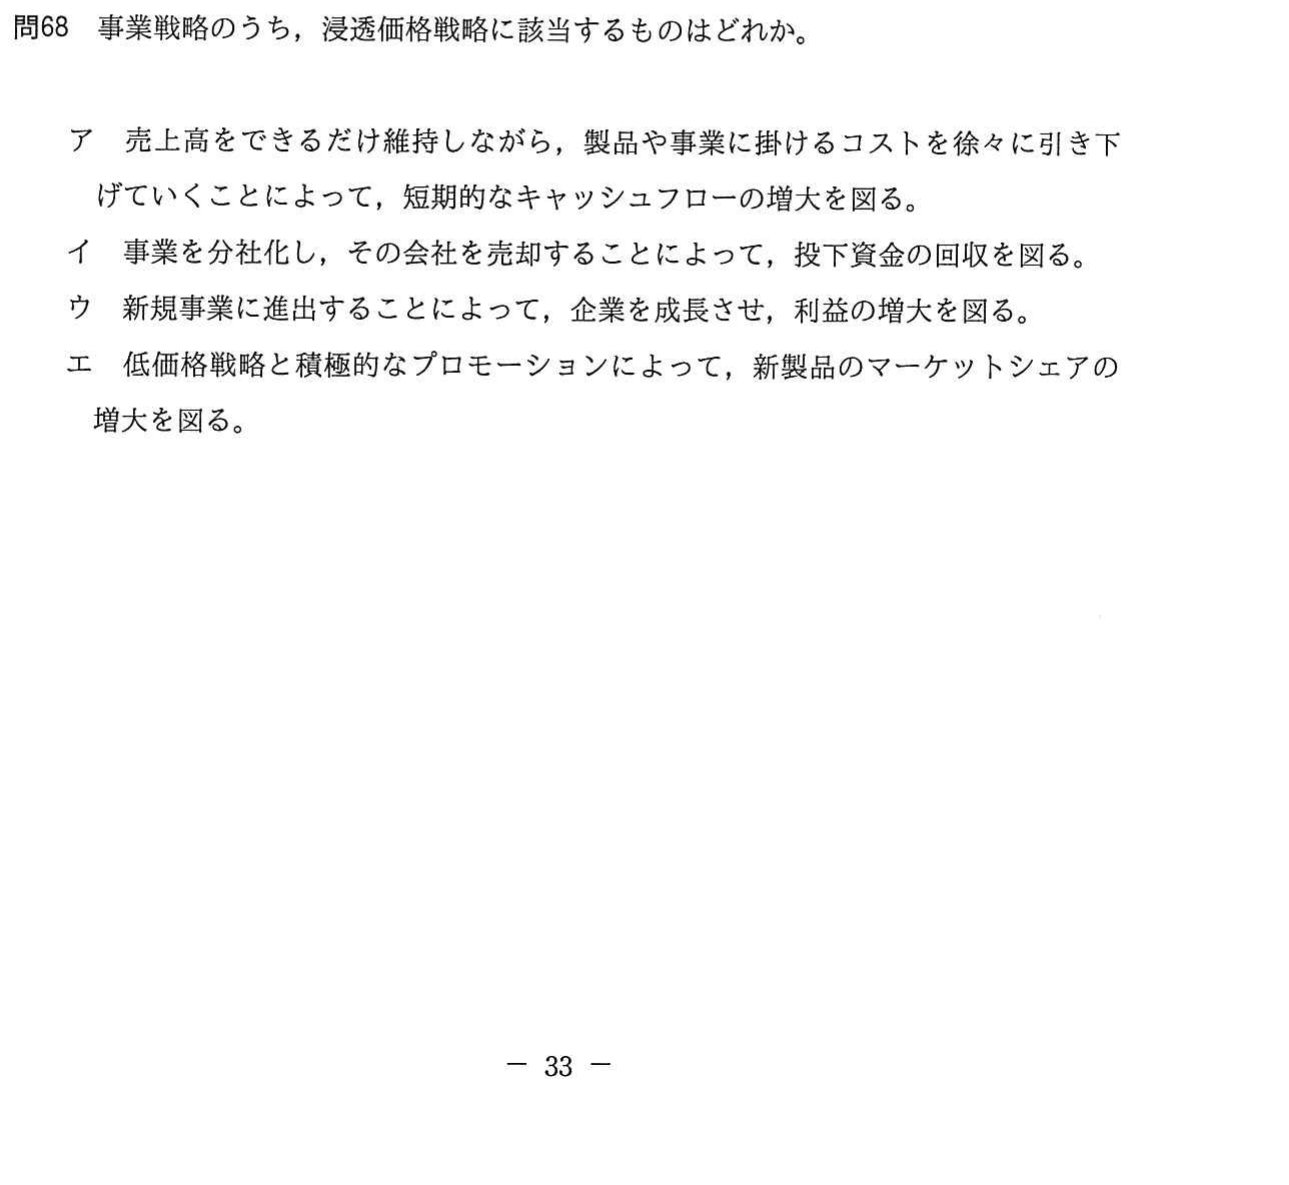 問68　事業戦略のうち，浸透価格戦略に該当するものはどれか。
ア　売上高をできるだけ維持しながら，製品や事業に掛けるコストを徐々に引き下
げていくことによって，短期的なキャッシュフローの増大を図る。
イ　事業を分社化し，その会社を売却することによって，投下資金の回収を図る。
ウ　新規事業に進出することによって，企業を成長させ，利益の増大を図る。
エ　低価格戦略と積極的なプロモーションによって，新製品のマーケットシェアの
増大を図る。
－ 33 －